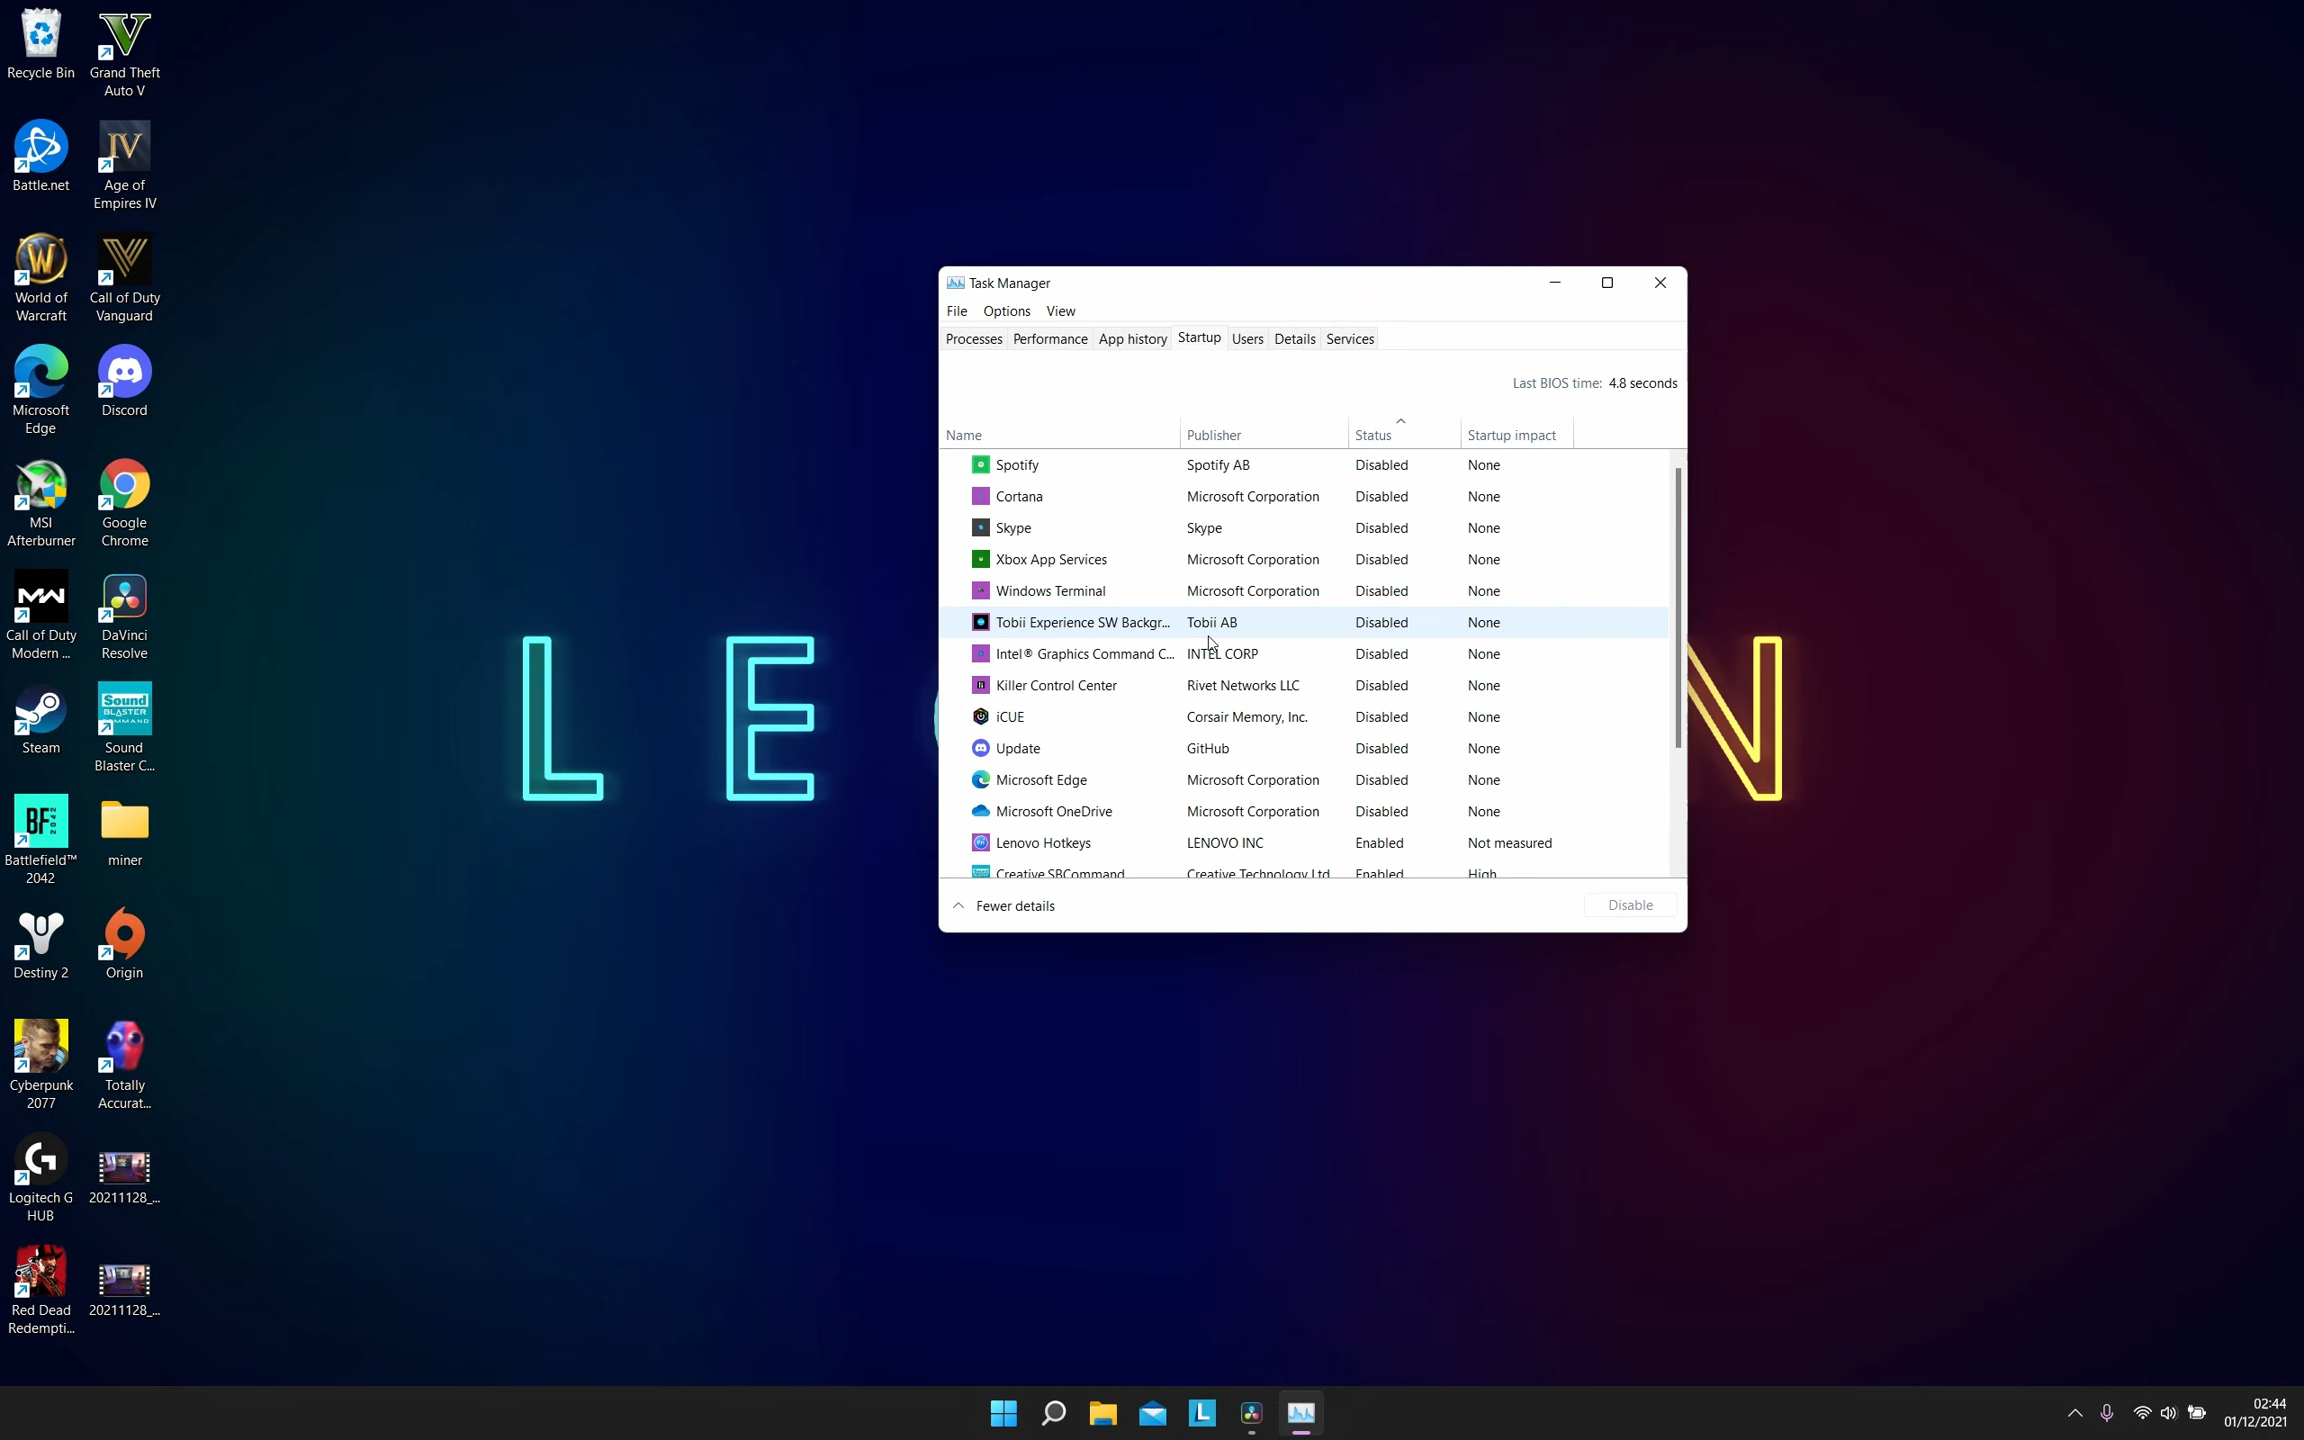 Recycle Bin
Grand Theft
Auto V
Battle.net
IV
Age of
Empires IV
World of
Warcraft
Call of Duty
Vanguard
Microsoft
Edge
Discord
MSI
Afterburner
Google
Chrome
MW
Call of Duty
Modern ...
DaVinci
Resolve
Steam
Sound
BLASTER
COMMAND
Sound
Blaster C...
BF
2042
Battlefield™
2042
miner
Destiny 2
Origin
Cyberpunk
2077
Totally
Accurat...
Logitech G
HUB
20211128_...
Red Dead
Redempti...
20211128_...
L E N
Task Manager
File Options View
Processes Performance App history Startup Users Details Services
Last BIOS time: 4.8 seconds
Name Publisher Status Startup impact
Spotify Spotify AB Disabled None
Cortana Microsoft Corporation Disabled None
Skype Skype Disabled None
Xbox App Services Microsoft Corporation Disabled None
Windows Terminal Microsoft Corporation Disabled None
Tobii Experience SW Backgr... Tobii AB Disabled None
Intel® Graphics Command C... INTEL CORP Disabled None
Killer Control Center Rivet Networks LLC Disabled None
iCUE Corsair Memory, Inc. Disabled None
Update GitHub Disabled None
Microsoft Edge Microsoft Corporation Disabled None
Microsoft OneDrive Microsoft Corporation Disabled None
Lenovo Hotkeys LENOVO INC Enabled Not measured
Creative SBCommand Creative Technology Ltd Enabled High
Fewer details Disable
L
02:44
01/12/2021